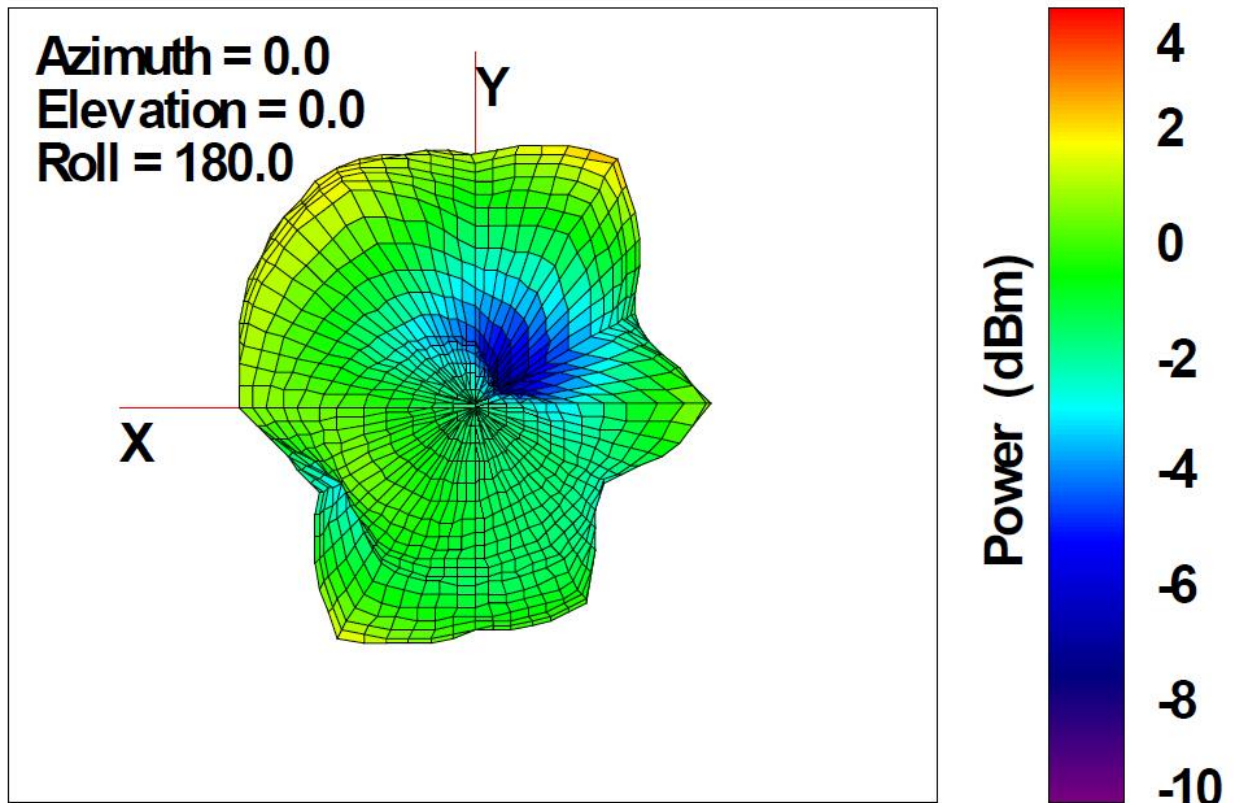 Azimuth = 0.0
Elevation = 0.0
Roll = 180.0
Y
X
Power (dBm)
4
2
0
-2
-4
-6
-8
-10